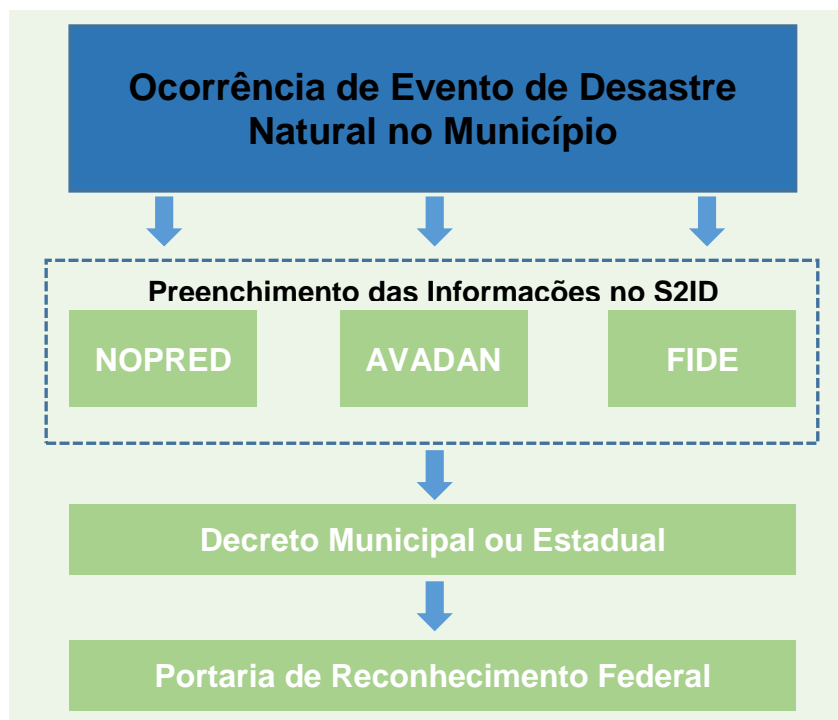 Ocorrência de Evento de Desastre
Natural no Município
Preenchimento das Informações no S2ID
NOPRED
AVADAN
FIDE
Decreto Municipal ou Estadual
Portaria de Reconhecimento Federal